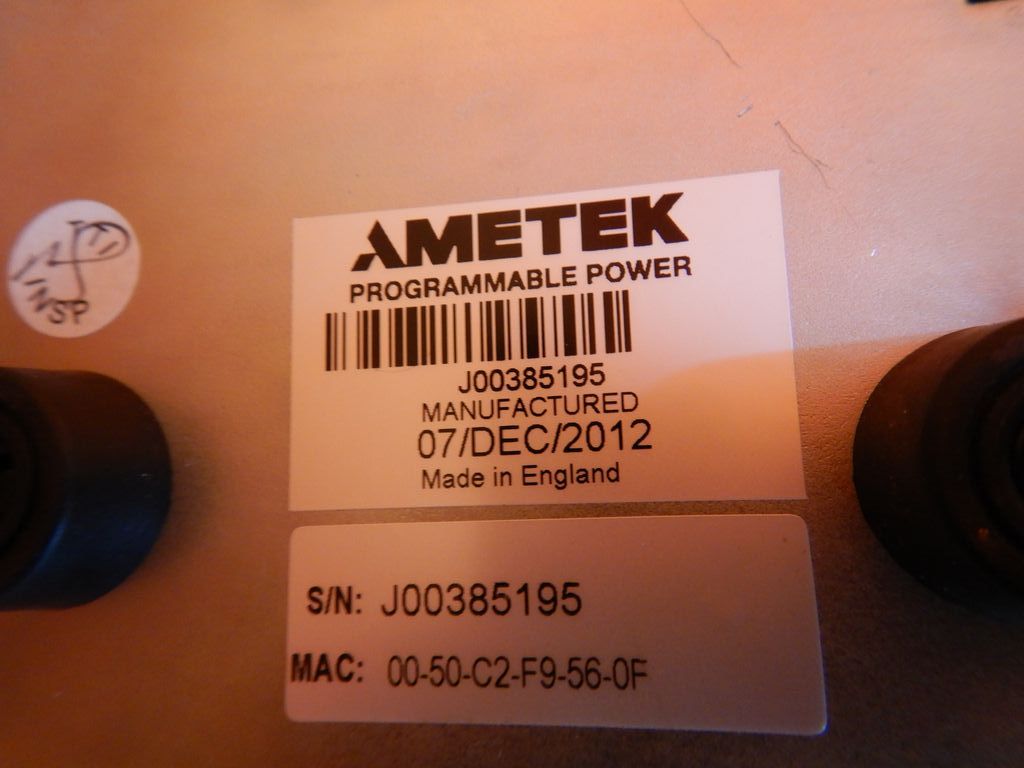 AMETEK
PROGRAMMABLE POWER
J00385195
MANUFACTURED
07/DEC/2012
Made in England
S/N: J00385195
MAC: 00-50-C2-F9-56-0F
INSP